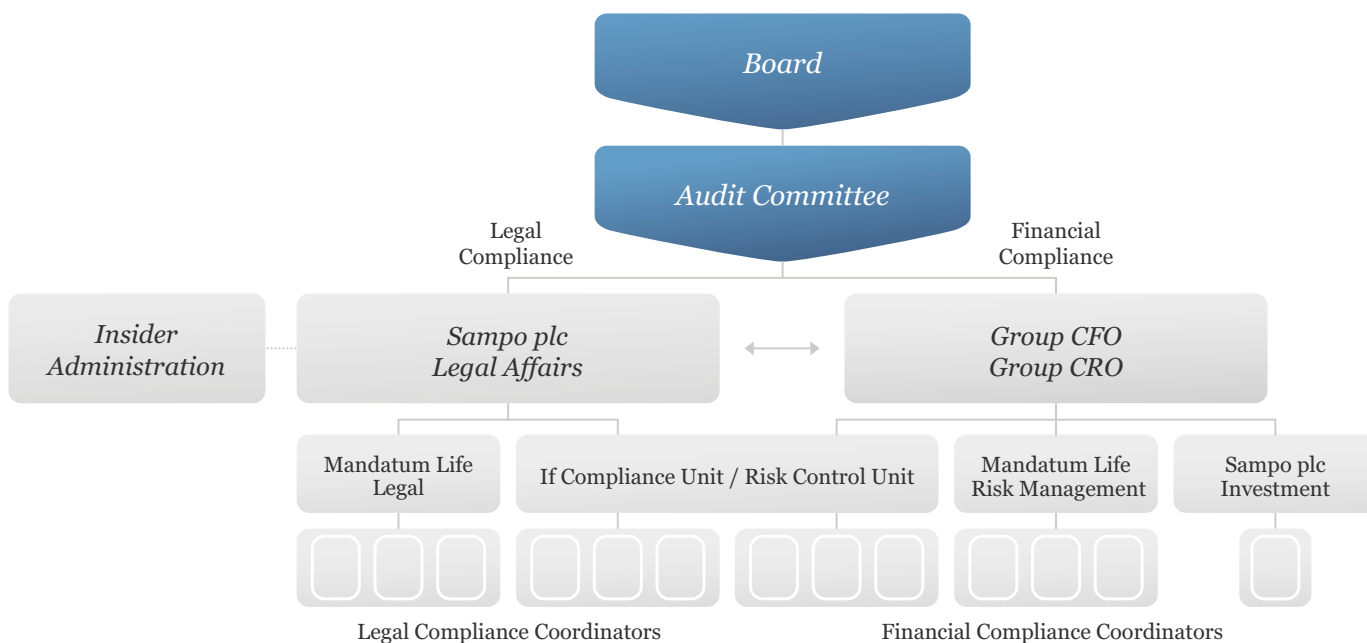 Board
Audit Committee
Legal
Compliance
Financial
Compliance
Insider
Administration
Sampo plc
Legal Affairs
Group CFO
Group CRO
Mandatum Life
Legal
If Compliance Unit / Risk Control Unit
Mandatum Life
Risk Management
Sampo plc
Investment
Legal Compliance Coordinators
Financial Compliance Coordinators